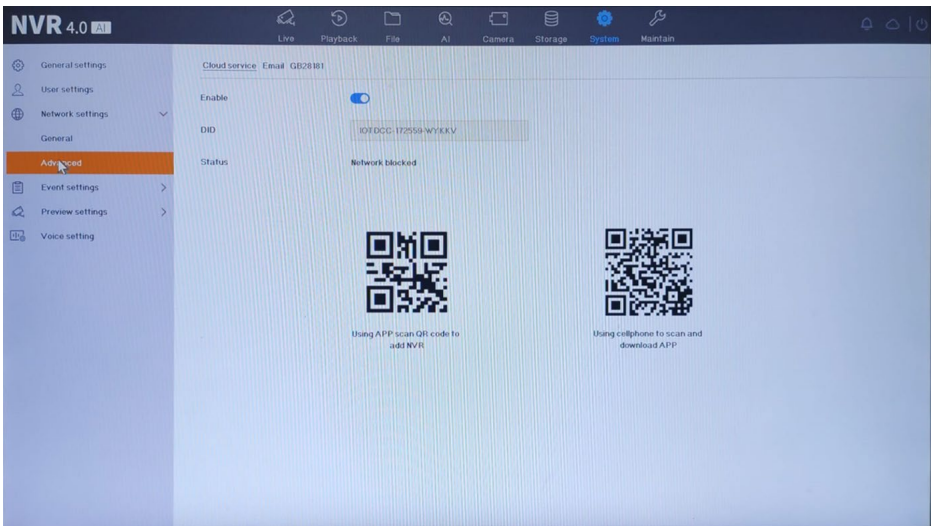 NVR 4.0 AI
Live Playback File AI Camera Storage System Maintain
General settings
User settings
Network settings
General
Advanced
Event settings
Preview settings
Voice setting
Cloud service Email GB28181
Enable
DID IOTDCC-172559-WYKKV
Status Network blocked
Using APP scan QR code to
add NVR
Using cellphone to scan and
download APP